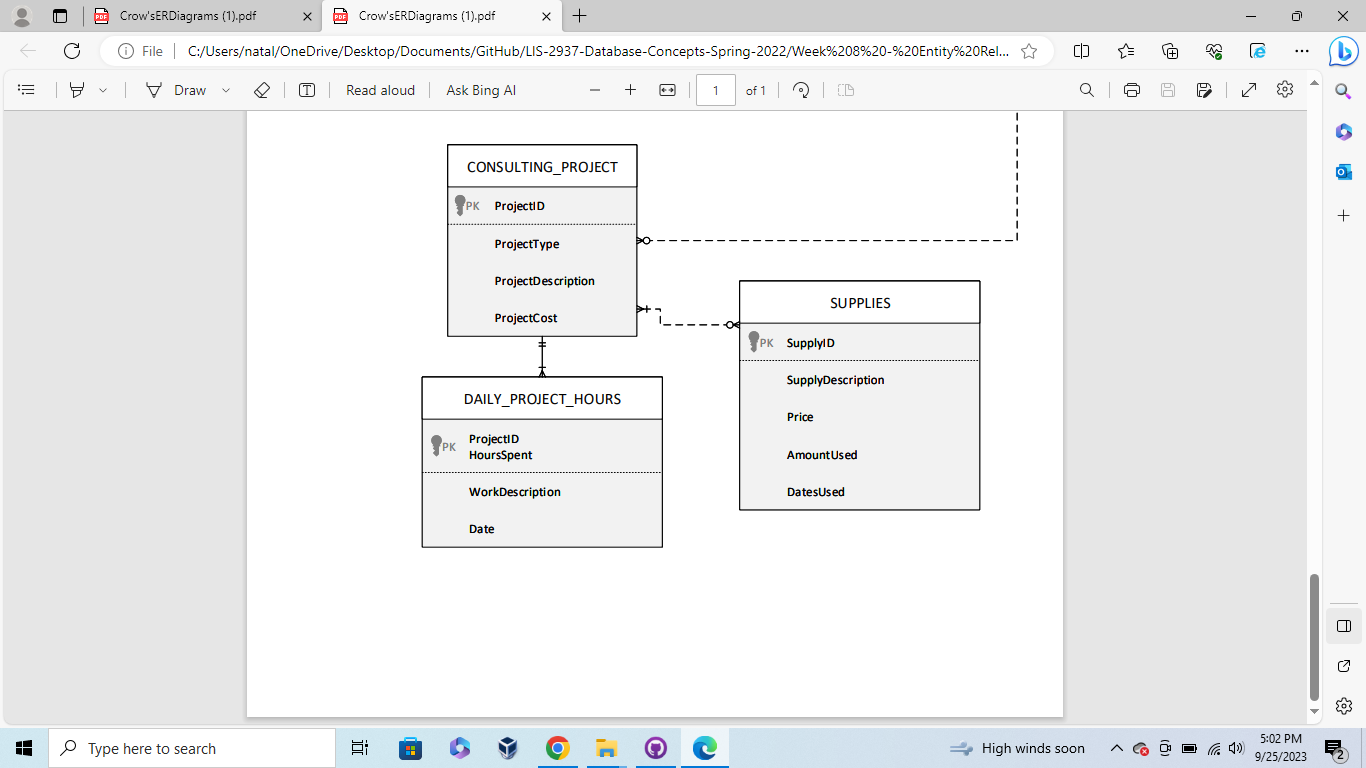 Crow'sERDiagrams (1).pdf
Crow'sERDiagrams (1).pdf
File
C:/Users/natal/OneDrive/Desktop/Documents/GitHub/LIS-2937-Database-Concepts-Spring-2022/Week%208%20-%20Entity%20Rel...
Draw
Read aloud
Ask Bing AI
1
of 1
CONSULTING_PROJECT
PK ProjectID
ProjectType
ProjectDescription
ProjectCost
SUPPLIES
PK SupplyID
SupplyDescription
Price
AmountUsed
DatesUsed
DAILY_PROJECT_HOURS
PK ProjectID
HoursSpent
WorkDescription
Date
Type here to search
High winds soon
5:02 PM
9/25/2023
2